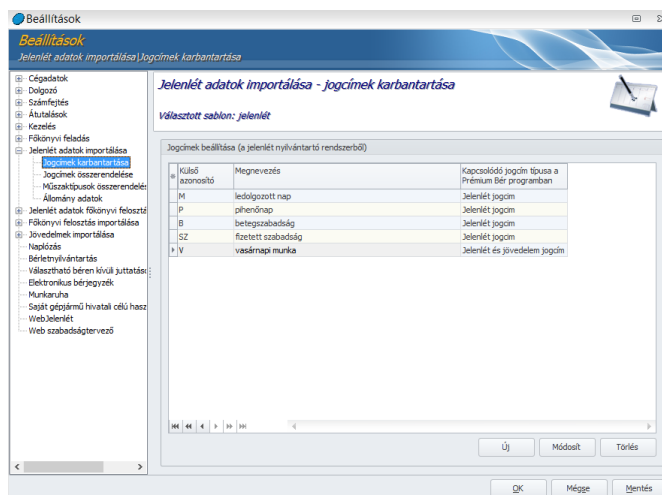 Beállítások
Beállítások
Jelenlét adatok importálása\Jogcímek karbantartása
Cégadatok
Dolgozó
Számfejtés
Átutalások
Kezelés
Főkönyvi feladás
Jelenlét adatok importálása
Jogcímek karbantartása
Jogcímek összerendelése
Műszaktípusok összerendelés
Állomány adatok
Jelenlét adatok főkönyvi felosztá
Főkönyvi felosztás importálása
Jövedelmek importálása
Naplózás
Bérletnyilvántartás
Választható béren kívüli juttatáso
Elektronikus bérjegyzék
Munkaruha
Saját gépjármű hivatali célú hasz
WebJelenlét
Web szabadságtervező
Jelenlét adatok importálása - jogcímek karbantartása
Választott sablon: jelenlét
Jogcímek beállítása (a jelenlét nyilvántartó rendszerből)
Külső azonosító Megnevezés Kapcsolódó jogcím típusa a Prémium Bér programban
M ledolgozott nap Jelenlét jogcím
P pihenőnap Jelenlét jogcím
B betegszabadság Jelenlét jogcím
SZ fizetett szabadság Jelenlét jogcím
V vasárnapi munka Jelenlét és jövedelem jogcím
Új Módosít Törlés
OK Mégse Mentés